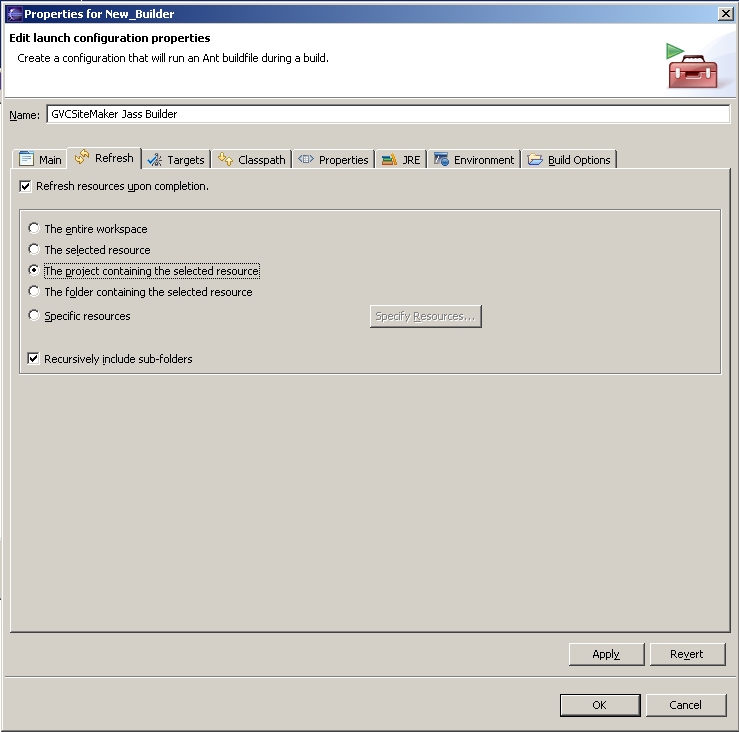 Properties for New_Builder
Edit launch configuration properties
Create a configuration that will run an Ant buildfile during a build.
Name: GVCSiteMaker Jass Builder
Main Refresh Targets Classpath Properties JRE Environment Build Options
Refresh resources upon completion.
The entire workspace
The selected resource
The project containing the selected resource
The folder containing the selected resource
Specific resources Specify Resources...
Recursively include sub-folders
Apply Revert
OK Cancel